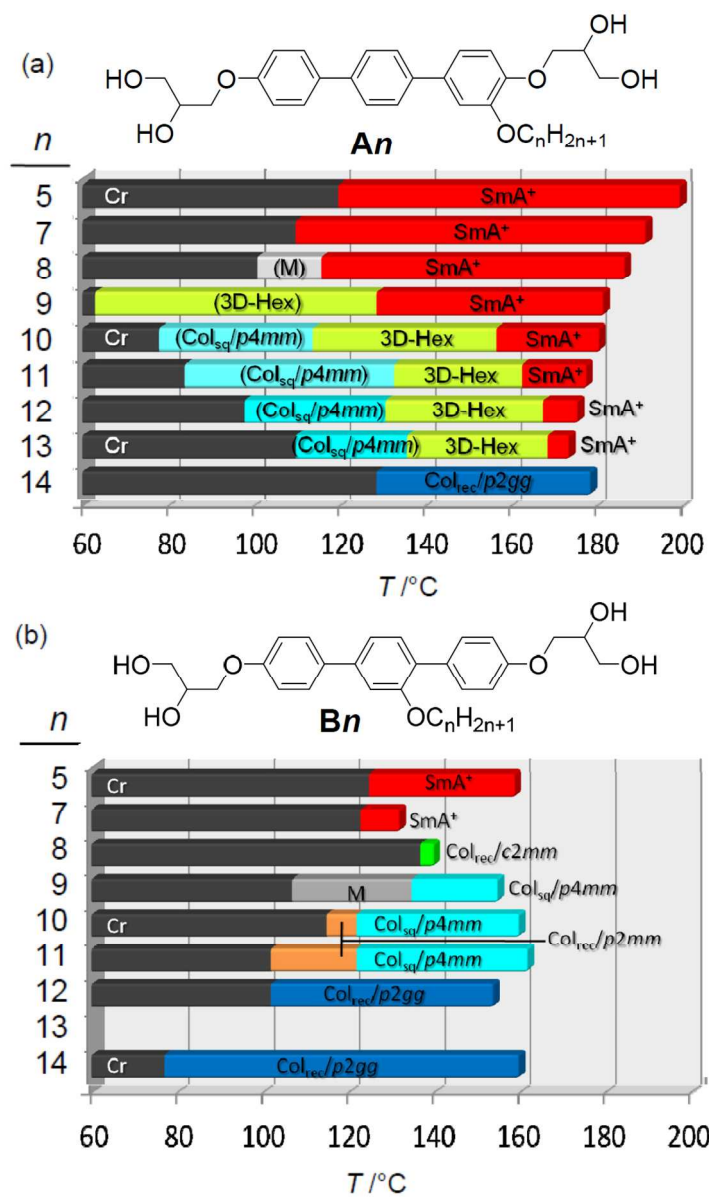 (a)
OH
HO
O
O
OH
HO
OCnH2n+1
An
n
5 Cr SmA+
7 SmA+
8 (M) SmA+
9 (3D-Hex) SmA+
10 Cr (Colsq/p4mm) 3D-Hex SmA+
11 (Colsq/p4mm) 3D-Hex SmA+
12 (Colsq/p4mm) 3D-Hex SmA+
13 Cr (Colsq/p4mm) 3D-Hex SmA+
14 Colrec/p2gg
60 80 100 120 140 160 180 200
T /°C
(b)
OH
HO
O
O
OH
HO
OCnH2n+1
Bn
n
5 Cr SmA+
7 SmA+
8 Colrec/c2mm
9 M Colsq/p4mm
10 Cr Colsq/p4mm
Colrec/p2mm
11 Colsq/p4mm
12 Colrec/p2gg
13
14 Cr Colrec/p2gg
60 80 100 120 140 160 180 200
T /°C